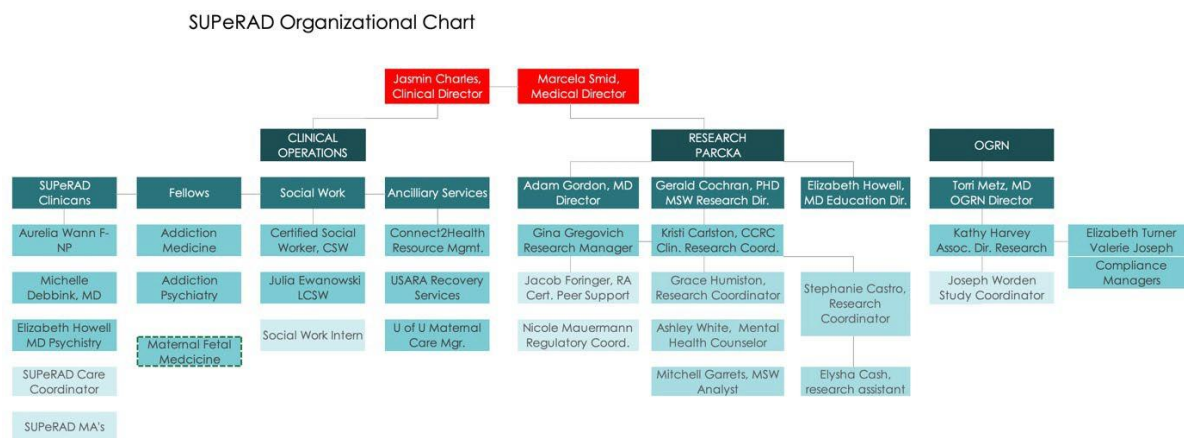 SUPeRAD Organizational Chart
Jasmin Charles,
Clinical Director
Marcela Smid,
Medical Director
CLINICAL
OPERATIONS
RESEARCH
PARCKA
OGRN
SUPeRAD
Clinicans
Fellows
Social Work
Ancilliary Services
Adam Gordon, MD
Director
Gerald Cochran, PHD
MSW Research Dir.
Elizabeth Howell,
MD Education Dir.
Torri Metz, MD
OGRN Director
Aurelia Wann F-
NP
Addiction
Medicine
Certified Social
Worker, CSW
Connect2Health
Resource Mgmt.
Gina Gregovich
Research Manager
Kristi Carlston, CCRC
Clin. Research Coord.
Kathy Harvey
Assoc. Dir. Research
Elizabeth Turner
Valerie Joseph
Compliance
Managers
Michelle
Debbink, MD
Addiction
Psychiatry
Julia Ewanowski
LCSW
USARA Recovery
Services
Jacob Foringer, RA
Cert. Peer Support
Grace Humiston,
Research Coordinator
Stephanie Castro,
Research
Coordinator
Joseph Worden
Study Coordinator
Elizabeth Howell
MD Psychistry
Maternal Fetal
Medcicine
Social Work Intern
U of U Maternal
Care Mgr.
Nicole Mauermann
Regulatory Coord.
Ashley White, Mental
Health Counselor
SUPeRAD Care
Coordinator
Mitchell Garrets, MSW
Analyst
Elysha Cash,
research assistant
SUPeRAD MA's